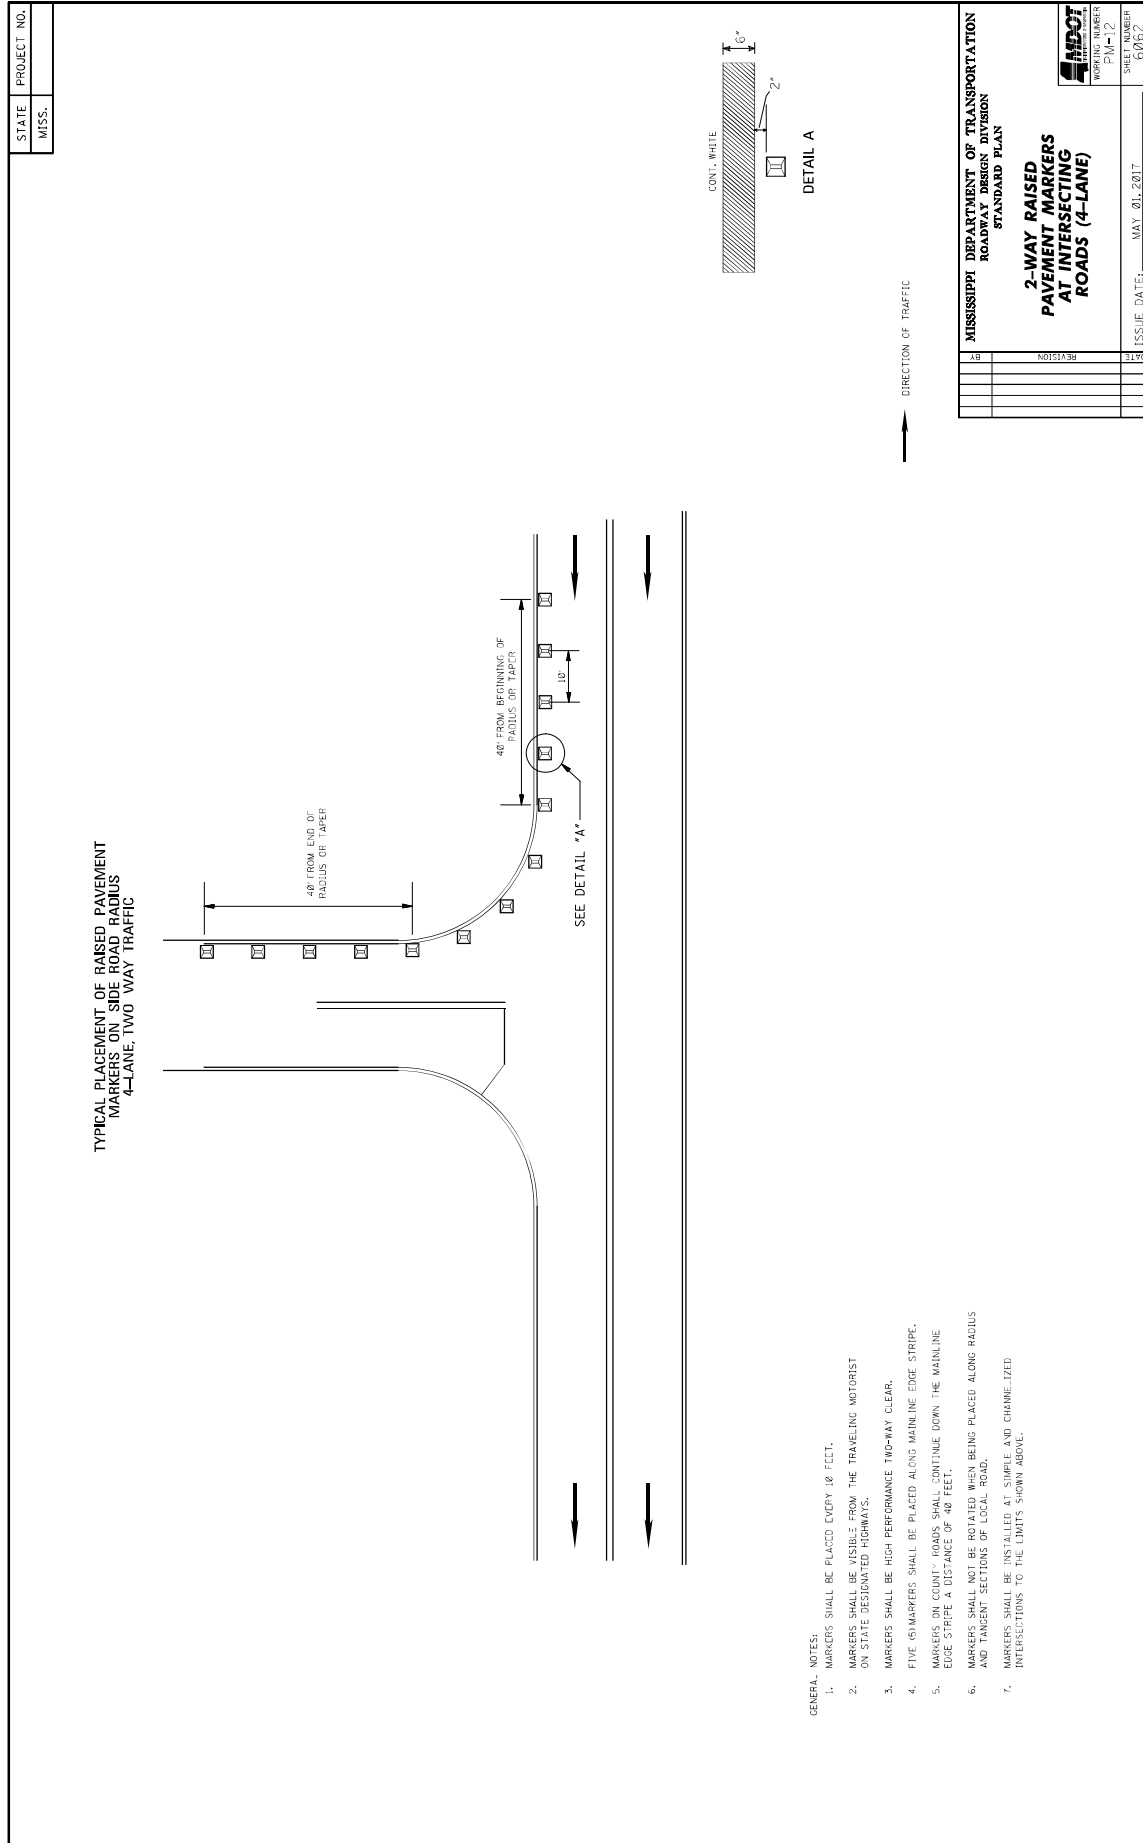 STATE PROJECT NO.
MISS.
TYPICAL PLACEMENT OF RAISED PAVEMENT
MARKERS ON SIDE ROAD RADIUS
4-LANE, TWO WAY TRAFFIC
40' FROM END OF
RADIUS OR TAPER
40' FROM BEGINNING OF
RADIUS OR TAPER
10'
SEE DETAIL "A"
CONT. WHITE
6"
2"
DETAIL A
DIRECTION OF TRAFFIC
GENERAL NOTES:
1. MARKERS SHALL BE PLACED EVERY 10 FEET.
2. MARKERS SHALL BE VISIBLE FROM THE TRAVELING MOTORIST
ON STATE DESIGNATED HIGHWAYS.
3. MARKERS SHALL BE HIGH PERFORMANCE TWO-WAY CLEAR.
4. FIVE (5) MARKERS SHALL BE PLACED ALONG MAINLINE EDGE STRIPE.
5. MARKERS ON COUNTY ROADS SHALL CONTINUE DOWN THE MAINLINE
EDGE STRIPE A DISTANCE OF 40 FEET.
6. MARKERS SHALL NOT BE ROTATED WHEN BEING PLACED ALONG RADIUS
AND TANGENT SECTIONS OF LOCAL ROAD.
7. MARKERS SHALL BE INSTALLED AT SIMPLE AND CHANNELIZED
INTERSECTIONS TO THE LIMITS SHOWN ABOVE.
BY
REVISION
DATE
MISSISSIPPI DEPARTMENT OF TRANSPORTATION
ROADWAY DESIGN DIVISION
STANDARD PLAN
2-WAY RAISED
PAVEMENT MARKERS
AT INTERSECTING
ROADS (4-LANE)
MDOT
WORKING NUMBER
PM-12
SHEET NUMBER
6062
ISSUE DATE: MAY 01, 2017